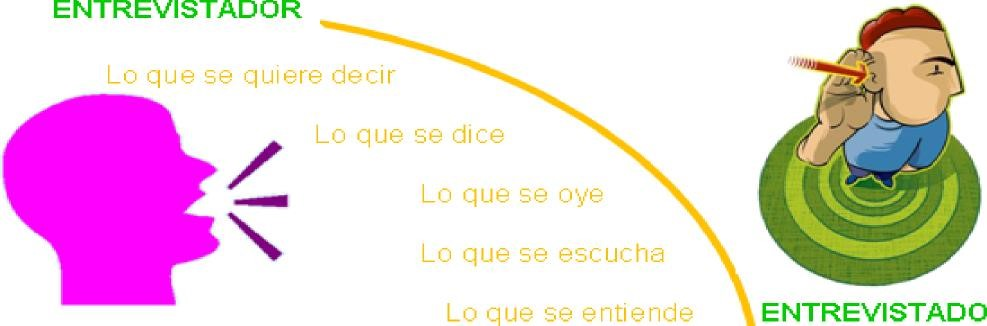 ENTREVISTADOR
Lo que se quiere decir
Lo que se dice
Lo que se oye
Lo que se escucha
Lo que se entiende
ENTREVISTADO